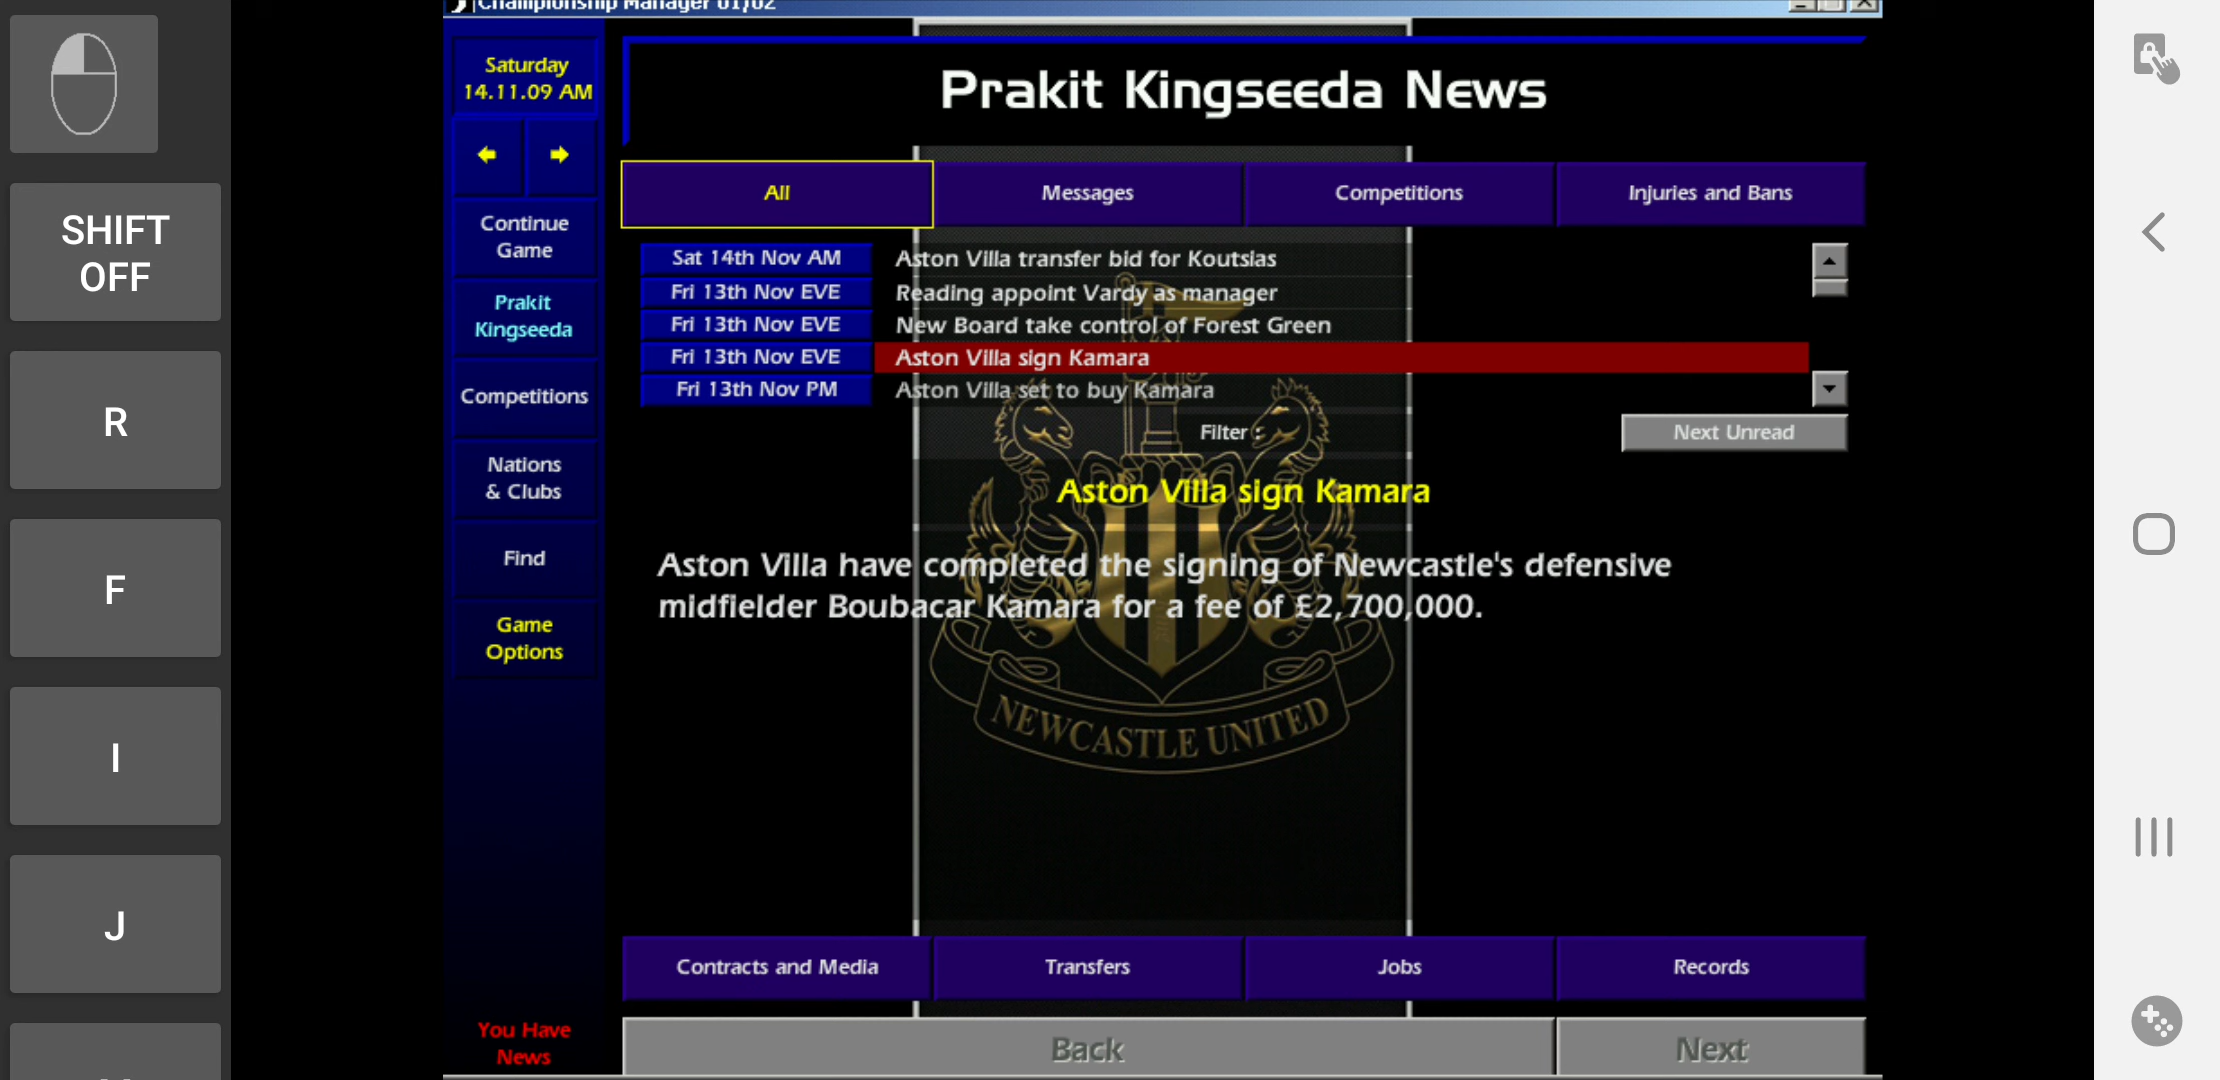 Championship Manager 01/02
SHIFT
OFF
R
F
I
J
Saturday
14.11.09 AM
Continue
Game
Prakit
Kingseeda
Competitions
Nations
& Clubs
Find
Game
Options
You Have
News
Prakit Kingseeda News
All Messages Competitions Injuries and Bans
Sat 14th Nov AM Aston Villa transfer bid for Koutsias
Fri 13th Nov EVE Reading appoint Vardy as manager
Fri 13th Nov EVE New Board take control of Forest Green
Fri 13th Nov EVE Aston Villa sign Kamara
Fri 13th Nov PM Aston Villa set to buy Kamara
Filter :
Next Unread
Aston Villa sign Kamara
Aston Villa have completed the signing of Newcastle's defensive
midfielder Boubacar Kamara for a fee of £2,700,000.
NEWCASTLE UNITED
Contracts and Media Transfers Jobs Records
Back Next